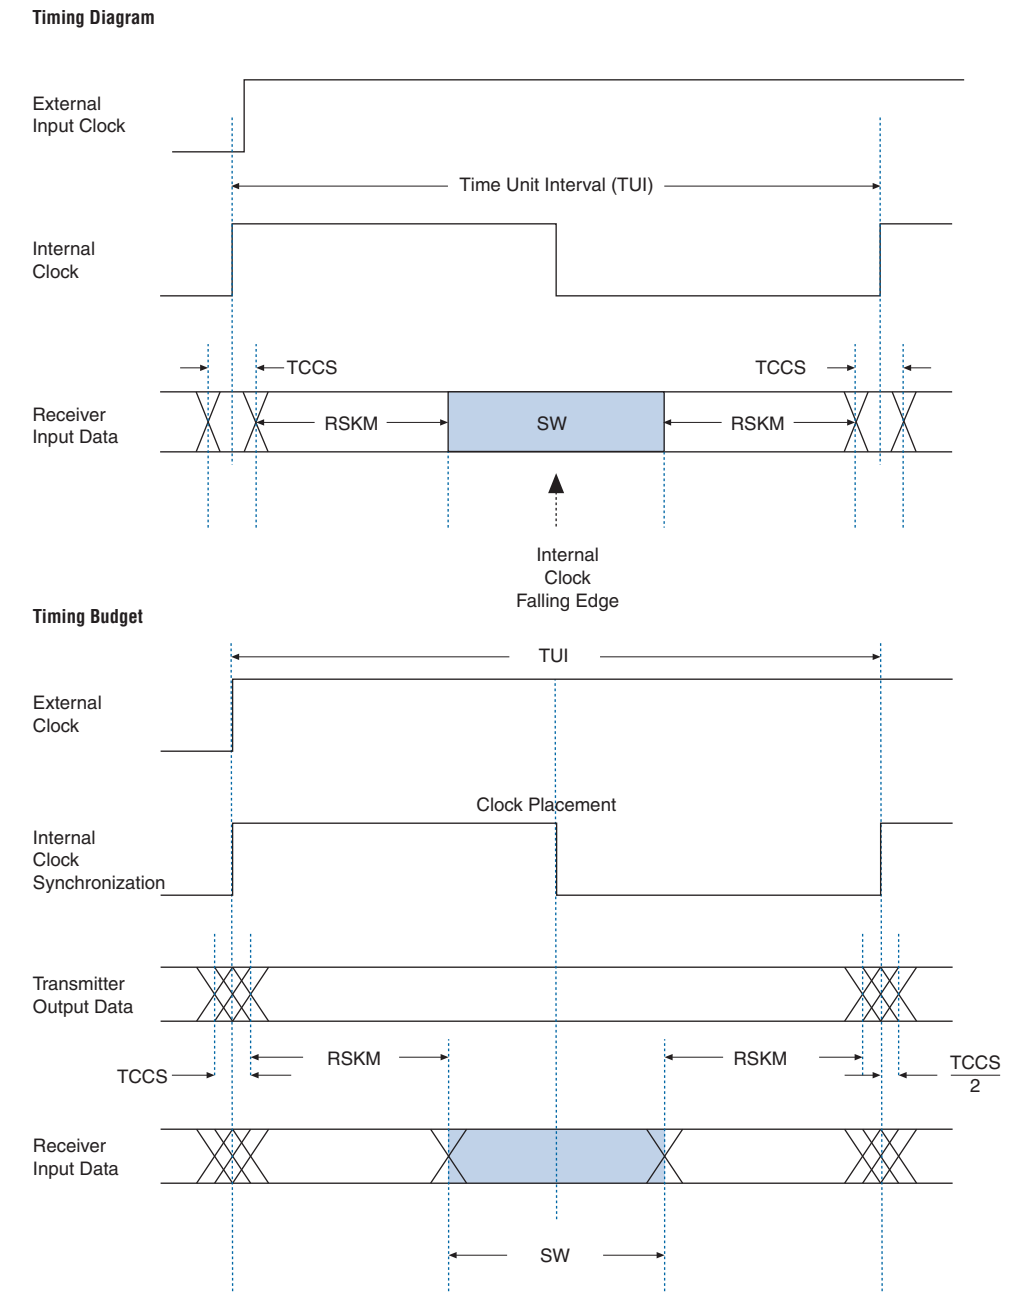 Timing Diagram
External
Input Clock
Time Unit Interval (TUI)
Internal
Clock
TCCS
TCCS
Receiver
Input Data
RSKM
SW
RSKM
Internal
Clock
Falling Edge
Timing Budget
TUI
External
Clock
Clock Placement
Internal
Clock
Synchronization
Transmitter
Output Data
RSKM
RSKM
TCCS
TCCS
2
Receiver
Input Data
SW